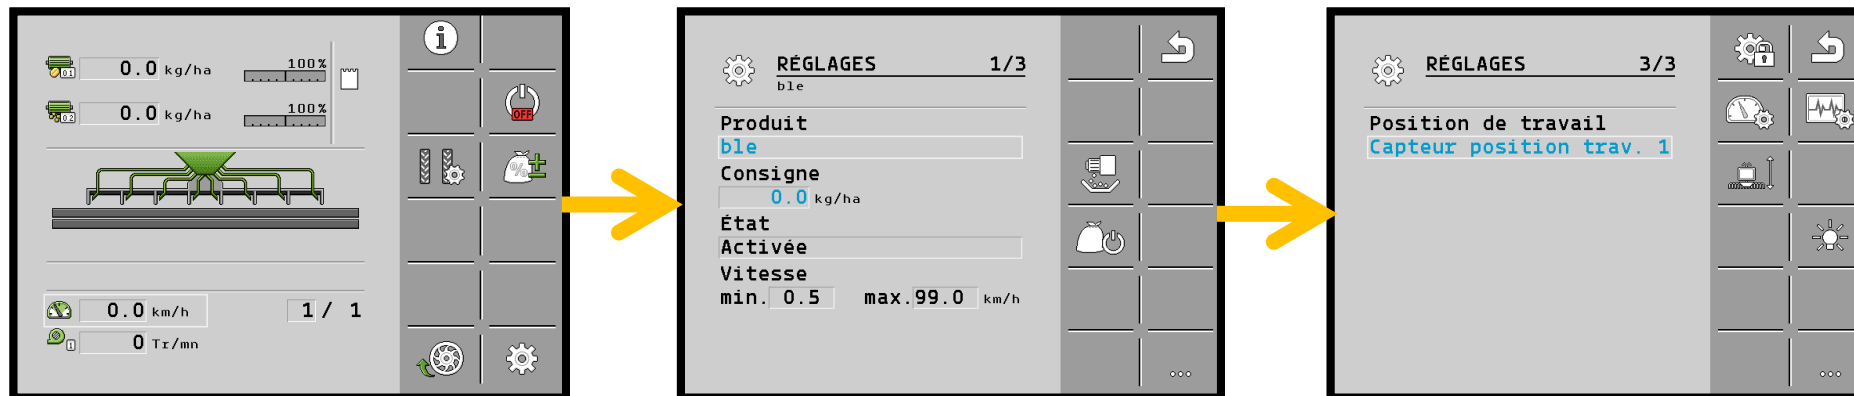 0.0 kg/ha 100%
0.0 kg/ha 100%
0.0 km/h 1 / 1
0 Tr/mn
i
OFF
%
RÉGLAGES 1/3
ble
Produit
ble
Consigne
0.0 kg/ha
État
Activée
Vitesse
min. 0.5 max. 99.0 km/h
RÉGLAGES 3/3
Position de travail
Capteur position trav. 1